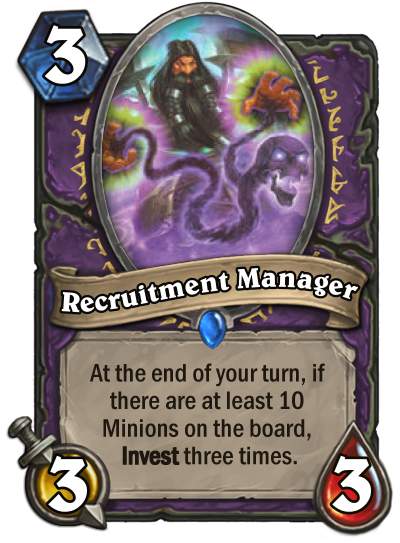 3
Recruitment Manager
At the end of your turn, if
there are at least 10
Minions on the board,
Invest three times.
3
3